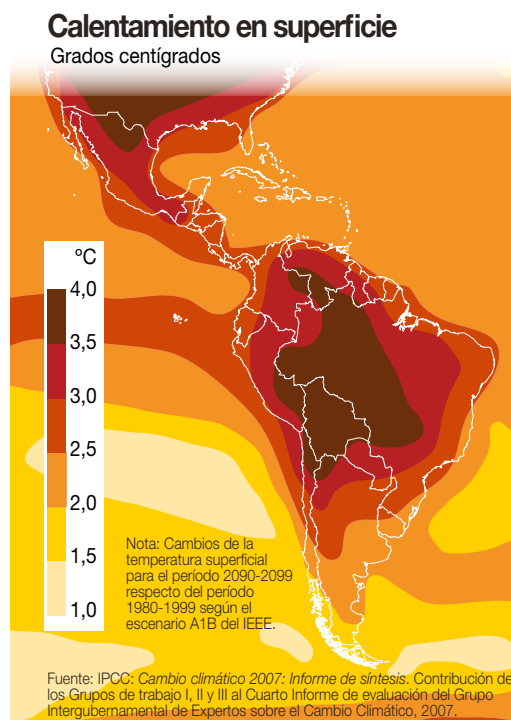 Calentamiento en superficie
Grados centígrados
ºC
4,0
3,5
3,0
2,5
2,0
1,5
1,0
Nota: Cambios de la
temperatura superficial
para el período 2090-2099
respecto del período
1980-1999 según el
escenario A1B del IEEE.
Fuente: IPCC: Cambio climático 2007: Informe de síntesis. Contribución de
los Grupos de trabajo I, II y III al Cuarto Informe de evaluación del Grupo
Intergubernamental de Expertos sobre el Cambio Climático, 2007.